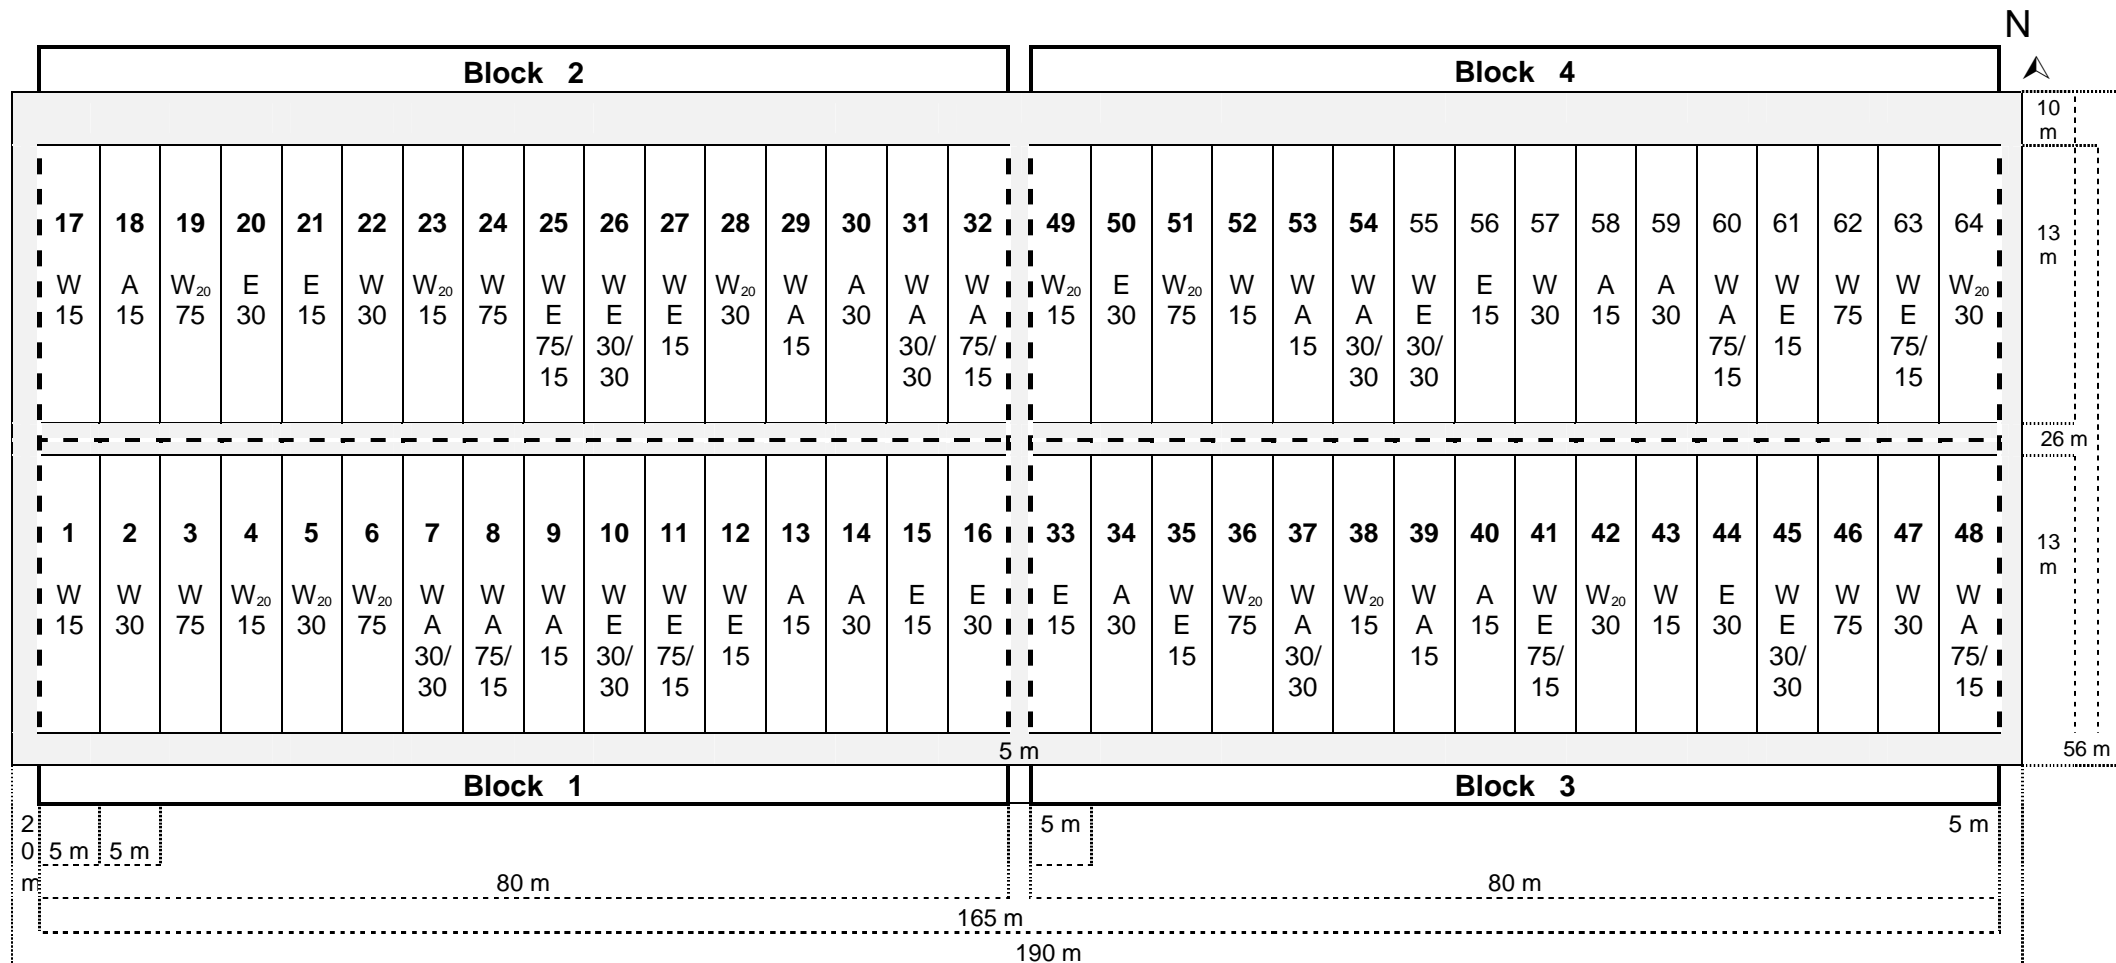 N
Block 2 Block 4
10
m
17 18 19 20 21 22 23 24 25 26 27 28 29 30 31 32 49 50 51 52 53 54 55 56 57 58 59 60 61 62 63 64
13
m
W A W₂₀ E E W W₂₀ W W W W W₂₀ W A W W W₂₀ E W₂₀ W W W W E W A A W W W W W₂₀
15 15 75 30 15 30 15 75 E E E 30 A 30 A A 15 30 75 15 A A E 15 30 15 30 A E 75 E 30
75/ 30/ 15 15 30/ 75/ 15 30/ 30/ 75/ 15 75/
15 30 30 15 30 30 15 15
26 m
1 2 3 4 5 6 7 8 9 10 11 12 13 14 15 16 33 34 35 36 37 38 39 40 41 42 43 44 45 46 47 48
13
m
W W W W₂₀ W₂₀ W₂₀ W W W W W W A A E E E A W W₂₀ W W₂₀ W A W W₂₀ W E W W W W
15 30 75 15 30 75 A A A E E E 15 30 15 30 15 30 E 75 A 15 A 15 E 30 15 30 E 75 30 A
30/ 75/ 15 30/ 75/ 15 15 30/ 15 75/ 30/ 75/
30 15 30 15 30 15 30 15
5 m 56 m
Block 1 Block 3
2
0
m
5 m 5 m 5 m 5 m
80 m 80 m
165 m
190 m